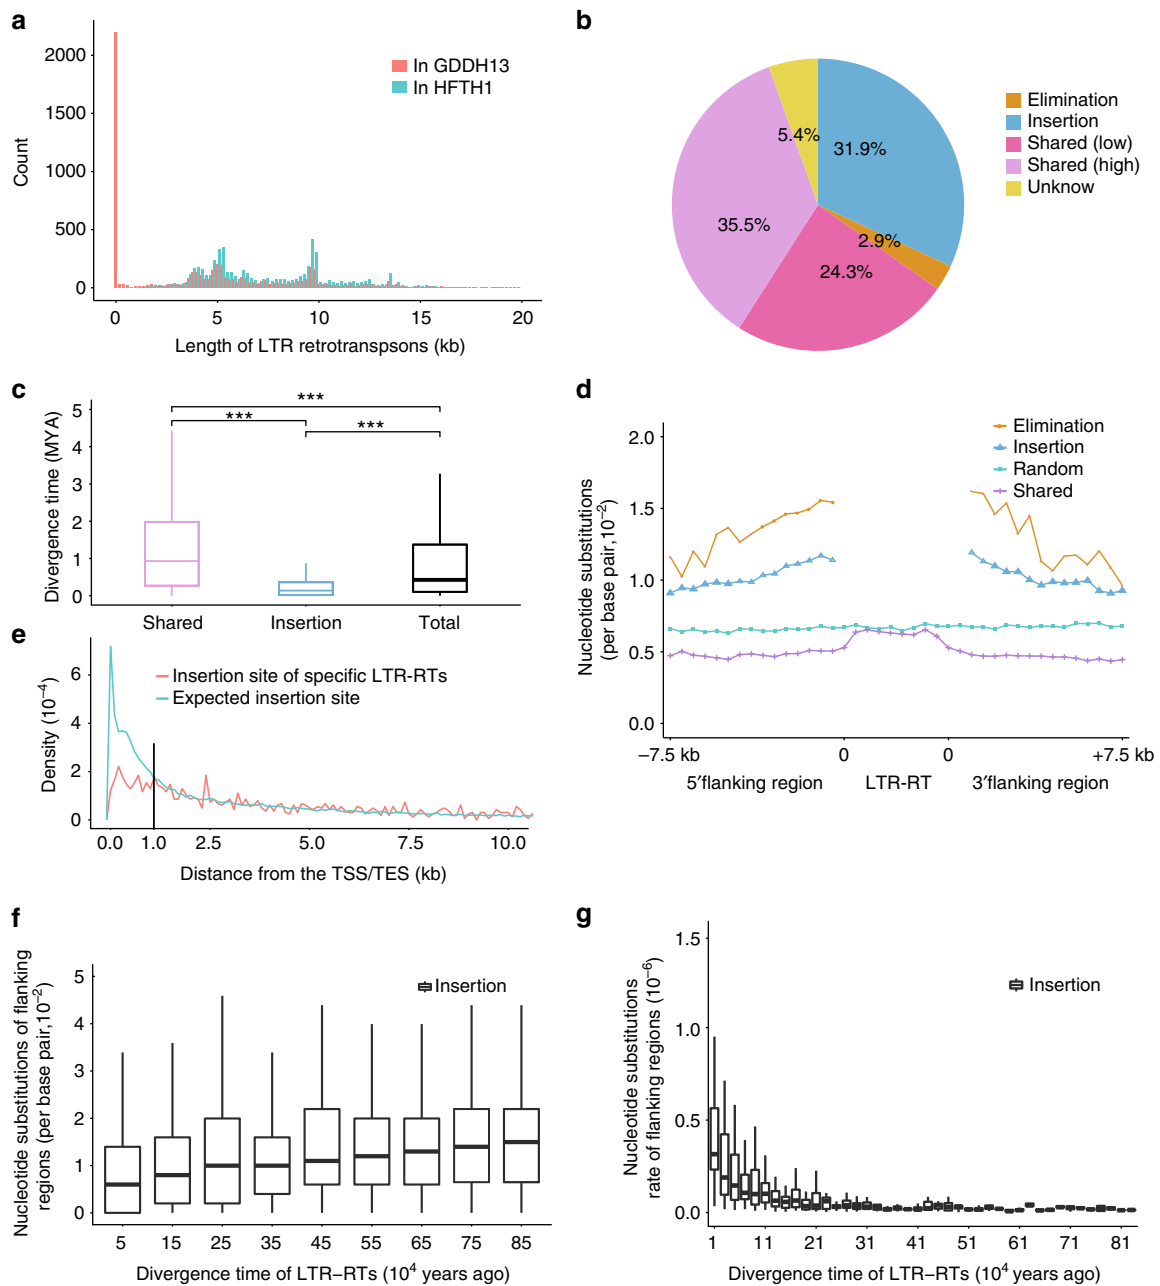 a
2000
1500
1000
500
0
Count
0 5 10 15 20
Length of LTR retrotranspsons (kb)
In GDDH13
In HFTH1
b
5.4%
31.9%
35.5%
2.9%
24.3%
Elimination
Insertion
Shared (low)
Shared (high)
Unknow
c
Divergence time (MYA)
5
4
3
2
1
0
***
***
***
Shared Insertion Total
d
Nucleotide substitutions
(per base pair,10−2)
2.0
1.5
1.0
0.5
0.0
Elimination
Insertion
Random
Shared
−7.5 kb 0 0 +7.5 kb
5′flanking region LTR-RT 3′flanking region
e
Density (10−4)
6
4
2
0
Insertion site of specific LTR-RTs
Expected insertion site
0.0 1.0 2.5 5.0 7.5 10.0
Distance from the TSS/TES (kb)
f
Nucleotide substitutions of flanking
regions (per base pair,10−2)
5
4
3
2
1
0
Insertion
5 15 25 35 45 55 65 75 85
Divergence time of LTR−RTs (104 years ago)
g
Nucleotide substitutions
rate of flanking regions (10−6)
1.5
1.0
0.5
0.0
Insertion
1 11 21 31 41 51 61 71 81
Divergence time of LTR−RTs (104 years ago)